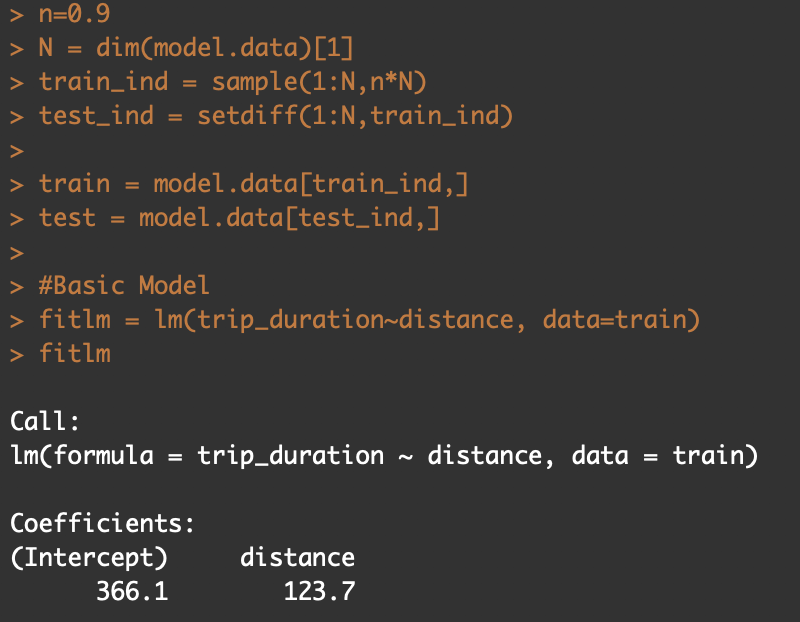 > n=0.9
> N = dim(model.data)[1]
> train_ind = sample(1:N,n*N)
> test_ind = setdiff(1:N,train_ind)
>
> train = model.data[train_ind,]
> test = model.data[test_ind,]
>
> #Basic Model
> fitlm = lm(trip_duration~distance, data=train)
> fitlm
Call:
lm(formula = trip_duration ~ distance, data = train)
Coefficients:
(Intercept)     distance
      366.1        123.7